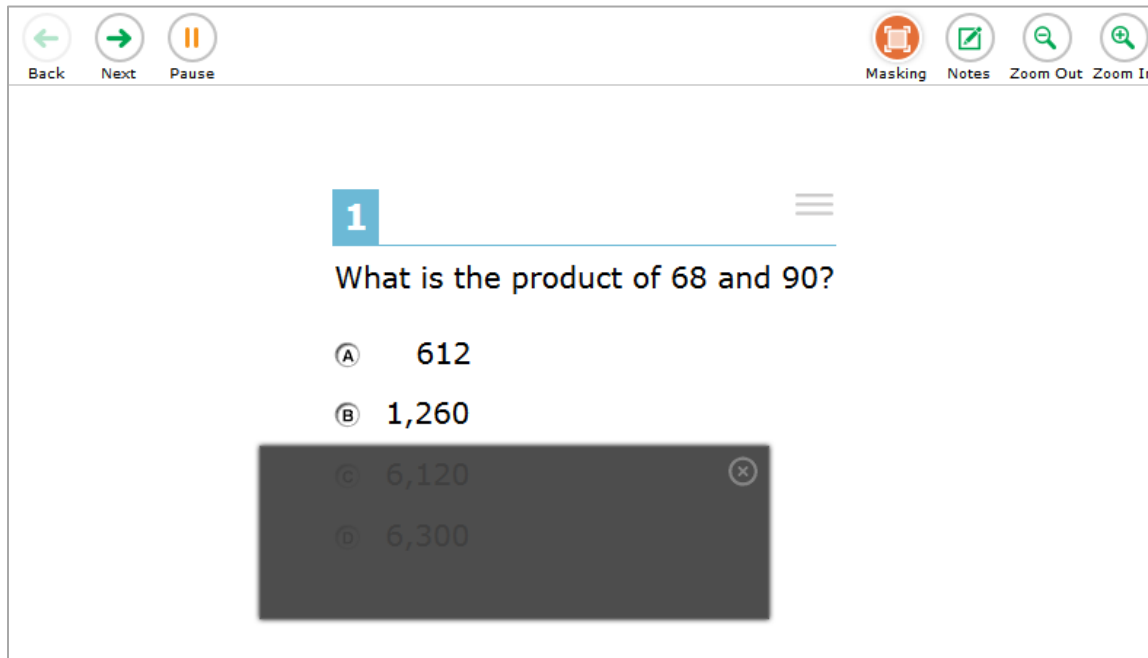 Back Next Pause Masking Notes Zoom Out Zoom I
1
What is the product of 68 and 90?
A 612
B 1,260
C 6,120
D 6,300